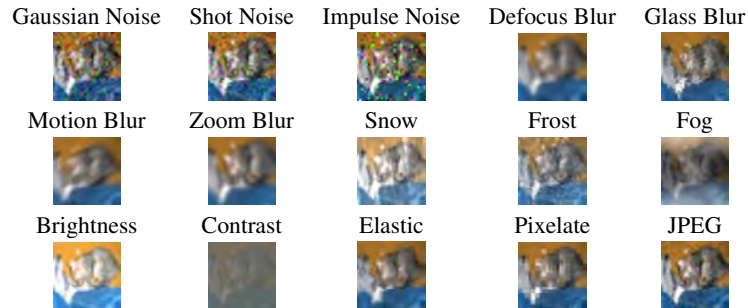 Gaussian Noise Shot Noise Impulse Noise Defocus Blur Glass Blur
Motion Blur Zoom Blur Snow Frost Fog
Brightness Contrast Elastic Pixelate JPEG